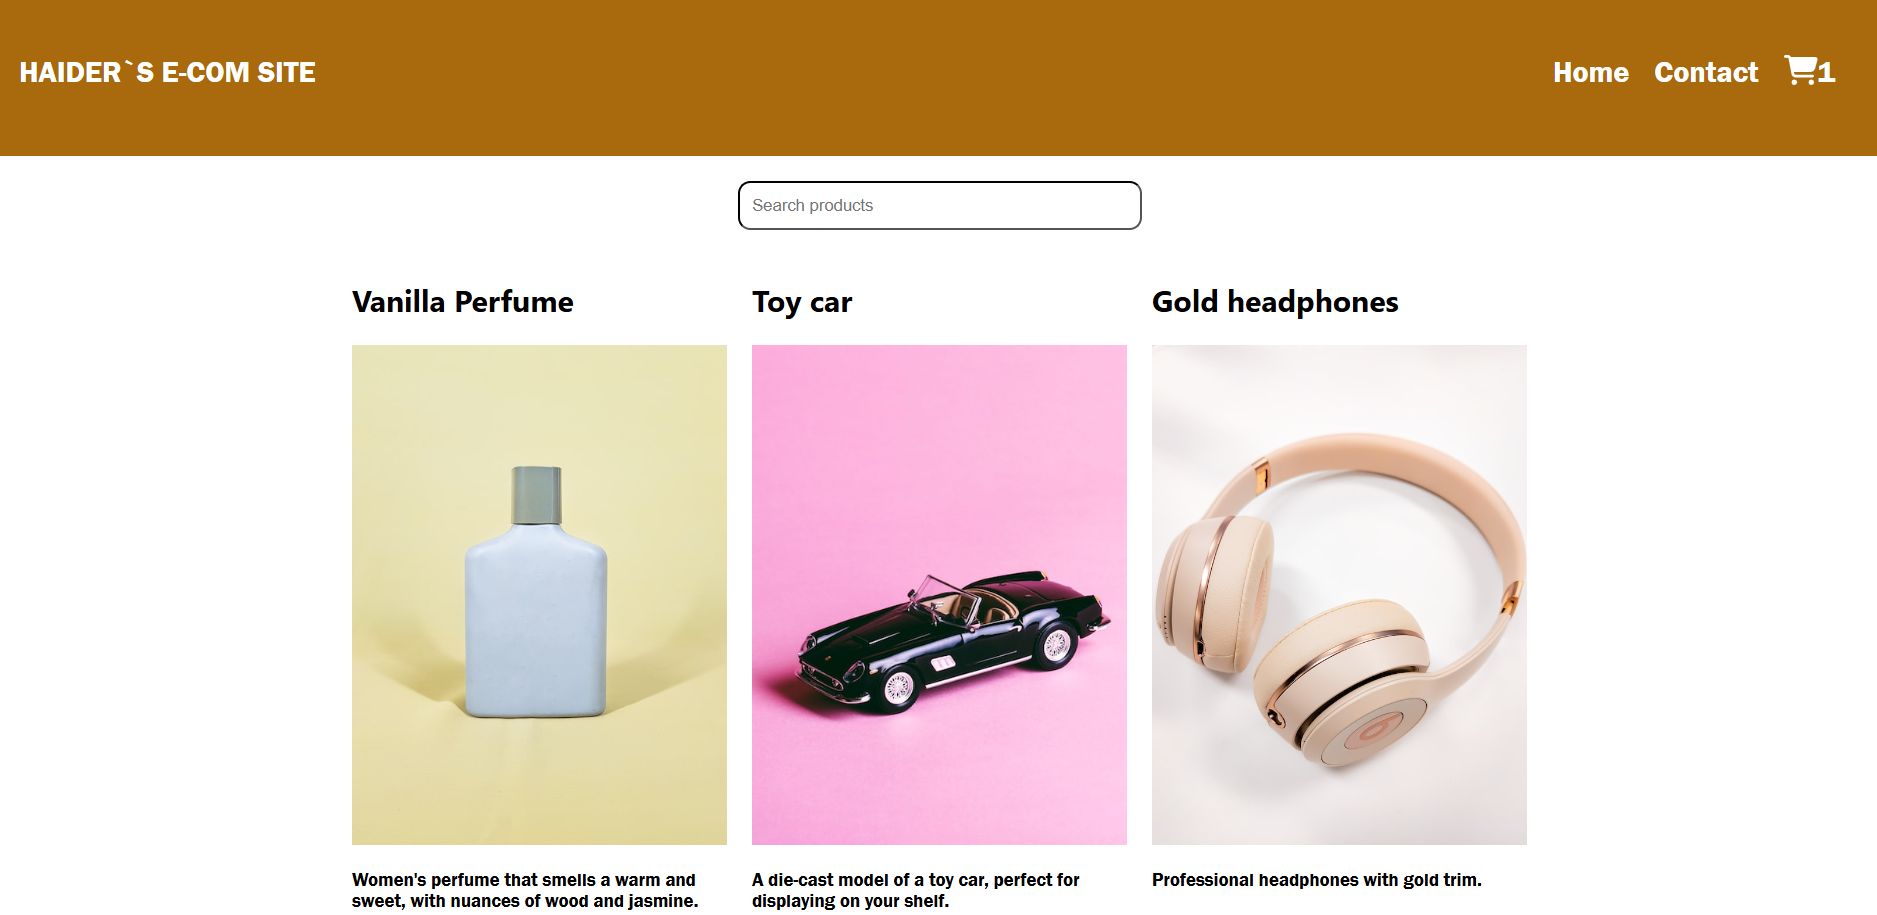 HAIDER`S E-COM SITE
Home Contact 1
Search products
Vanilla Perfume
Toy car
Gold headphones
Women's perfume that smells a warm and
sweet, with nuances of wood and jasmine.
A die-cast model of a toy car, perfect for
displaying on your shelf.
Professional headphones with gold trim.